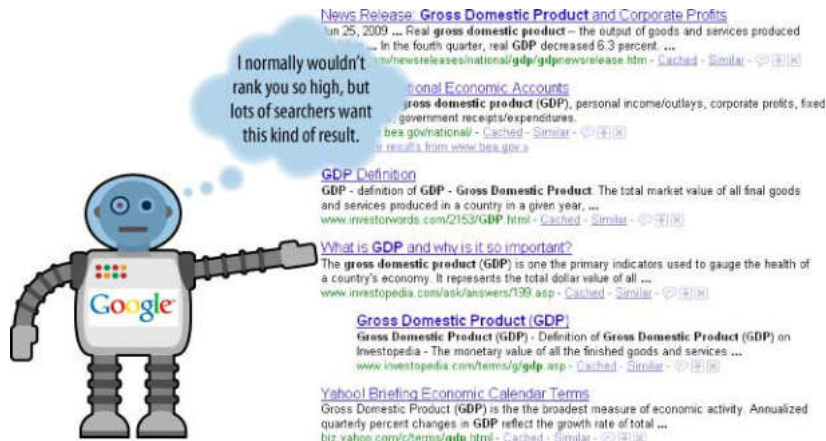 News Release: Gross Domestic Product and Corporate Profits
Jun 25, 2009 ... Real gross domestic product -- the output of goods and services produced
... In the fourth quarter, real GDP decreased 6.3 percent. ...
/newsreleases/national/gdp/gdpnewsrelease.htm - Cached - Similar -
I normally wouldn't
rank you so high, but
lots of searchers want
this kind of result.
Economic Accounts
gross domestic product (GDP), personal income/outlays, corporate profits, fixed
government receipts/expenditures.
bea.gov/national/ - Cached - Similar -
results from www.bea.gov »
GDP Definition
GDP - definition of GDP - Gross Domestic Product. The total market value of all final goods
and services produced in a country in a given year, ...
www.investorwords.com/2153/GDP.html - Cached - Similar -
What is GDP and why is it so important?
The gross domestic product (GDP) is one the primary indicators used to gauge the health of
a country's economy. It represents the total dollar value of all ...
www.investopedia.com/ask/answers/199.asp - Cached - Similar -
Google
Gross Domestic Product (GDP)
Gross Domestic Product (GDP) - Definition of Gross Domestic Product (GDP) on
Investopedia - The monetary value of all the finished goods and services ...
www.investopedia.com/terms/g/gdp.asp - Cached - Similar -
Yahoo! Briefing Economic Calendar Terms
Gross Domestic Product (GDP) is the the broadest measure of economic activity. Annualized
quarterly percent changes in GDP reflect the growth rate of total ...
biz.yahoo.com/c/terms/gdp.html - Cached - Similar -